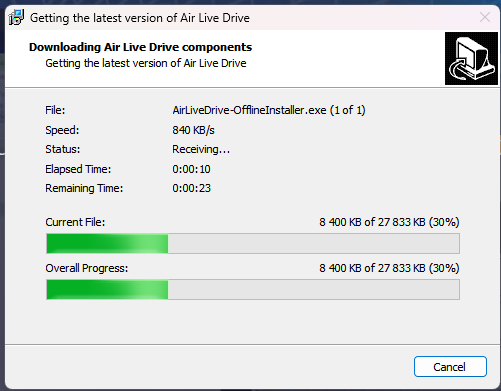 Getting the latest version of Air Live Drive
Downloading Air Live Drive components
Getting the latest version of Air Live Drive
File: AirLiveDrive-OfflineInstaller.exe (1 of 1)
Speed: 840 KB/s
Status: Receiving...
Elapsed Time: 0:00:10
Remaining Time: 0:00:23
Current File: 8 400 KB of 27 833 KB (30%)
Overall Progress: 8 400 KB of 27 833 KB (30%)
Cancel